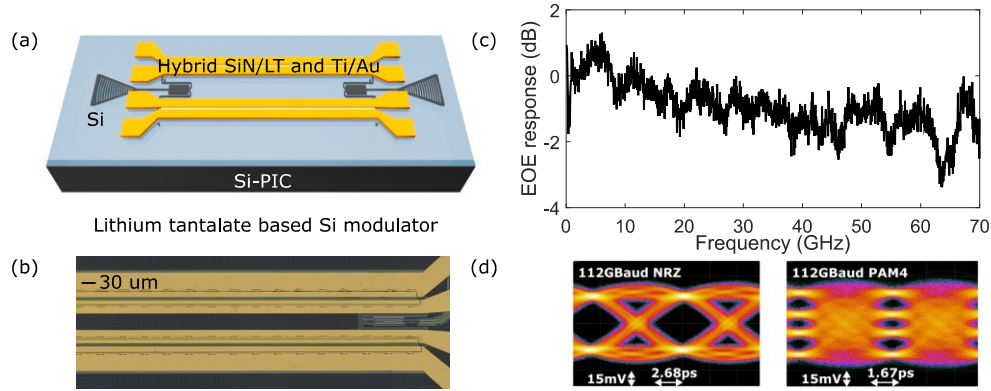 (a)
Hybrid SiN/LT and Ti/Au
Si
Si-PIC
Lithium tantalate based Si modulator
(b)
30 um
(c)
EOE response (dB)
2
0
-2
-4
0 10 20 30 40 50 60 70
Frequency (GHz)
(d)
112GBaud NRZ
15mV 2.68ps
112GBaud PAM4
15mV 1.67ps